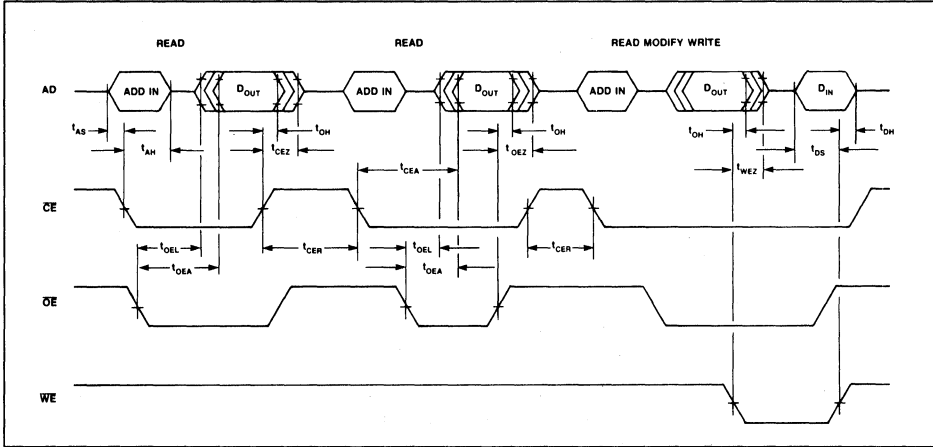 READ READ READ MODIFY WRITE
AD ADD IN DOUT ADD IN DOUT ADD IN DOUT DIN
tAS tOH tOH tOH tDH
tAH tCEZ tOEZ tDS
tCEA tWEZ
CE
tOEL tCER tOEL tCER
tOEA tOEA
OE
WE